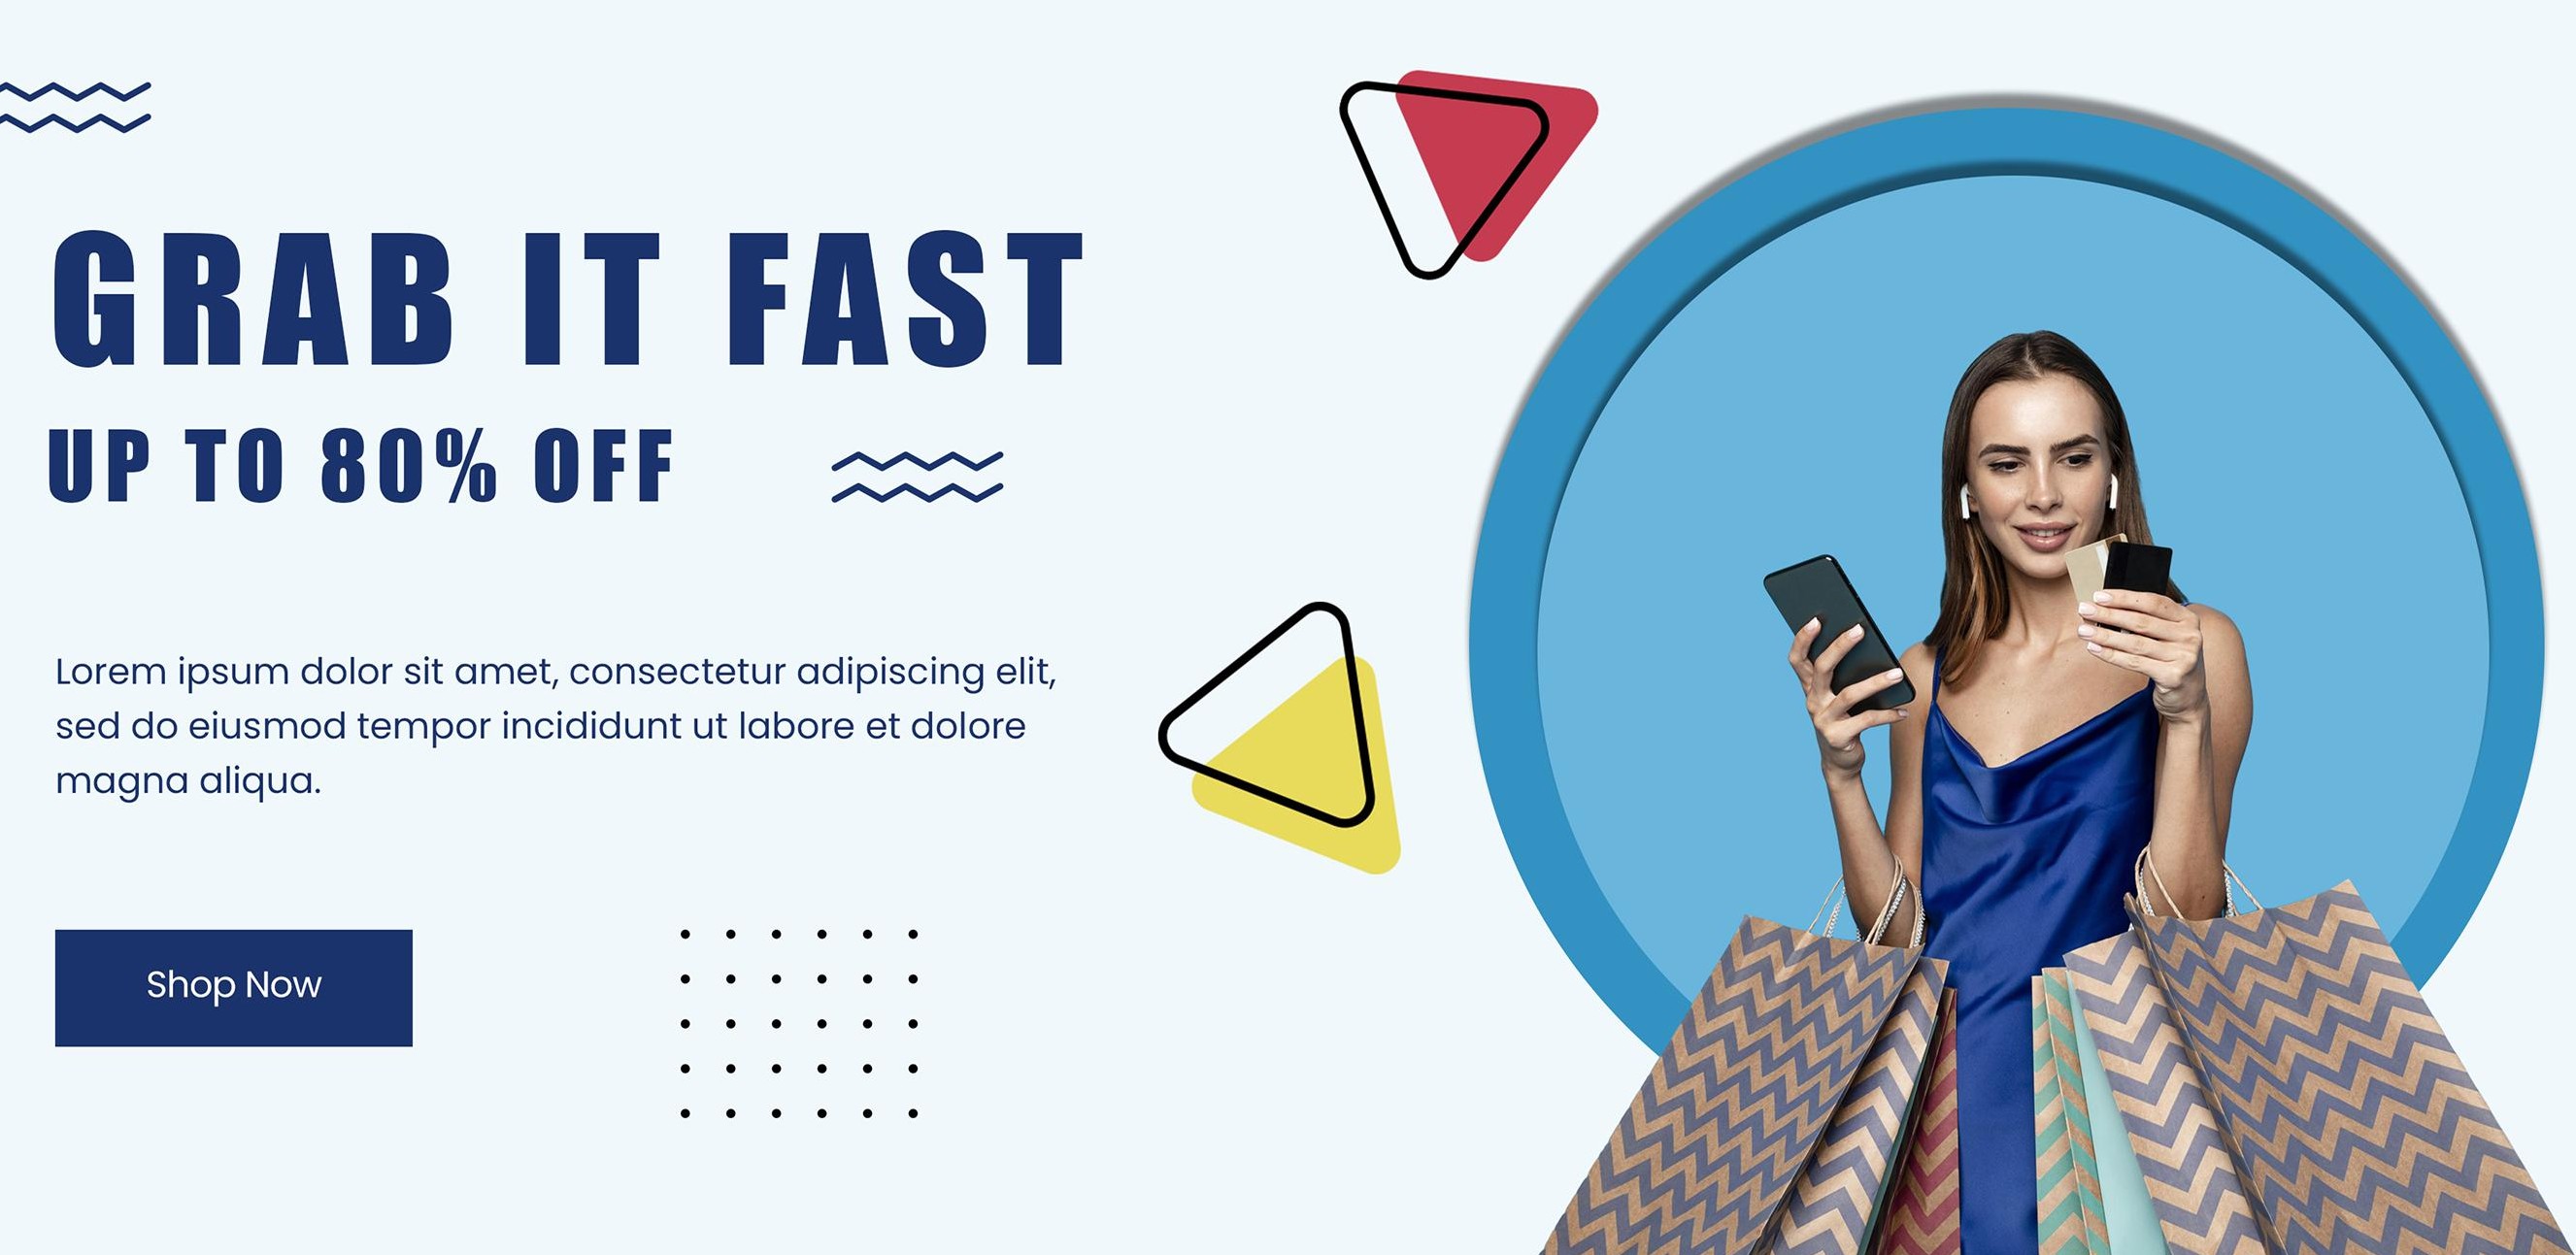 GRAB IT FAST
UP TO 80% OFF
Lorem ipsum dolor sit amet, consectetur adipiscing elit,
sed do eiusmod tempor incididunt ut labore et dolore
magna aliqua.
Shop Now